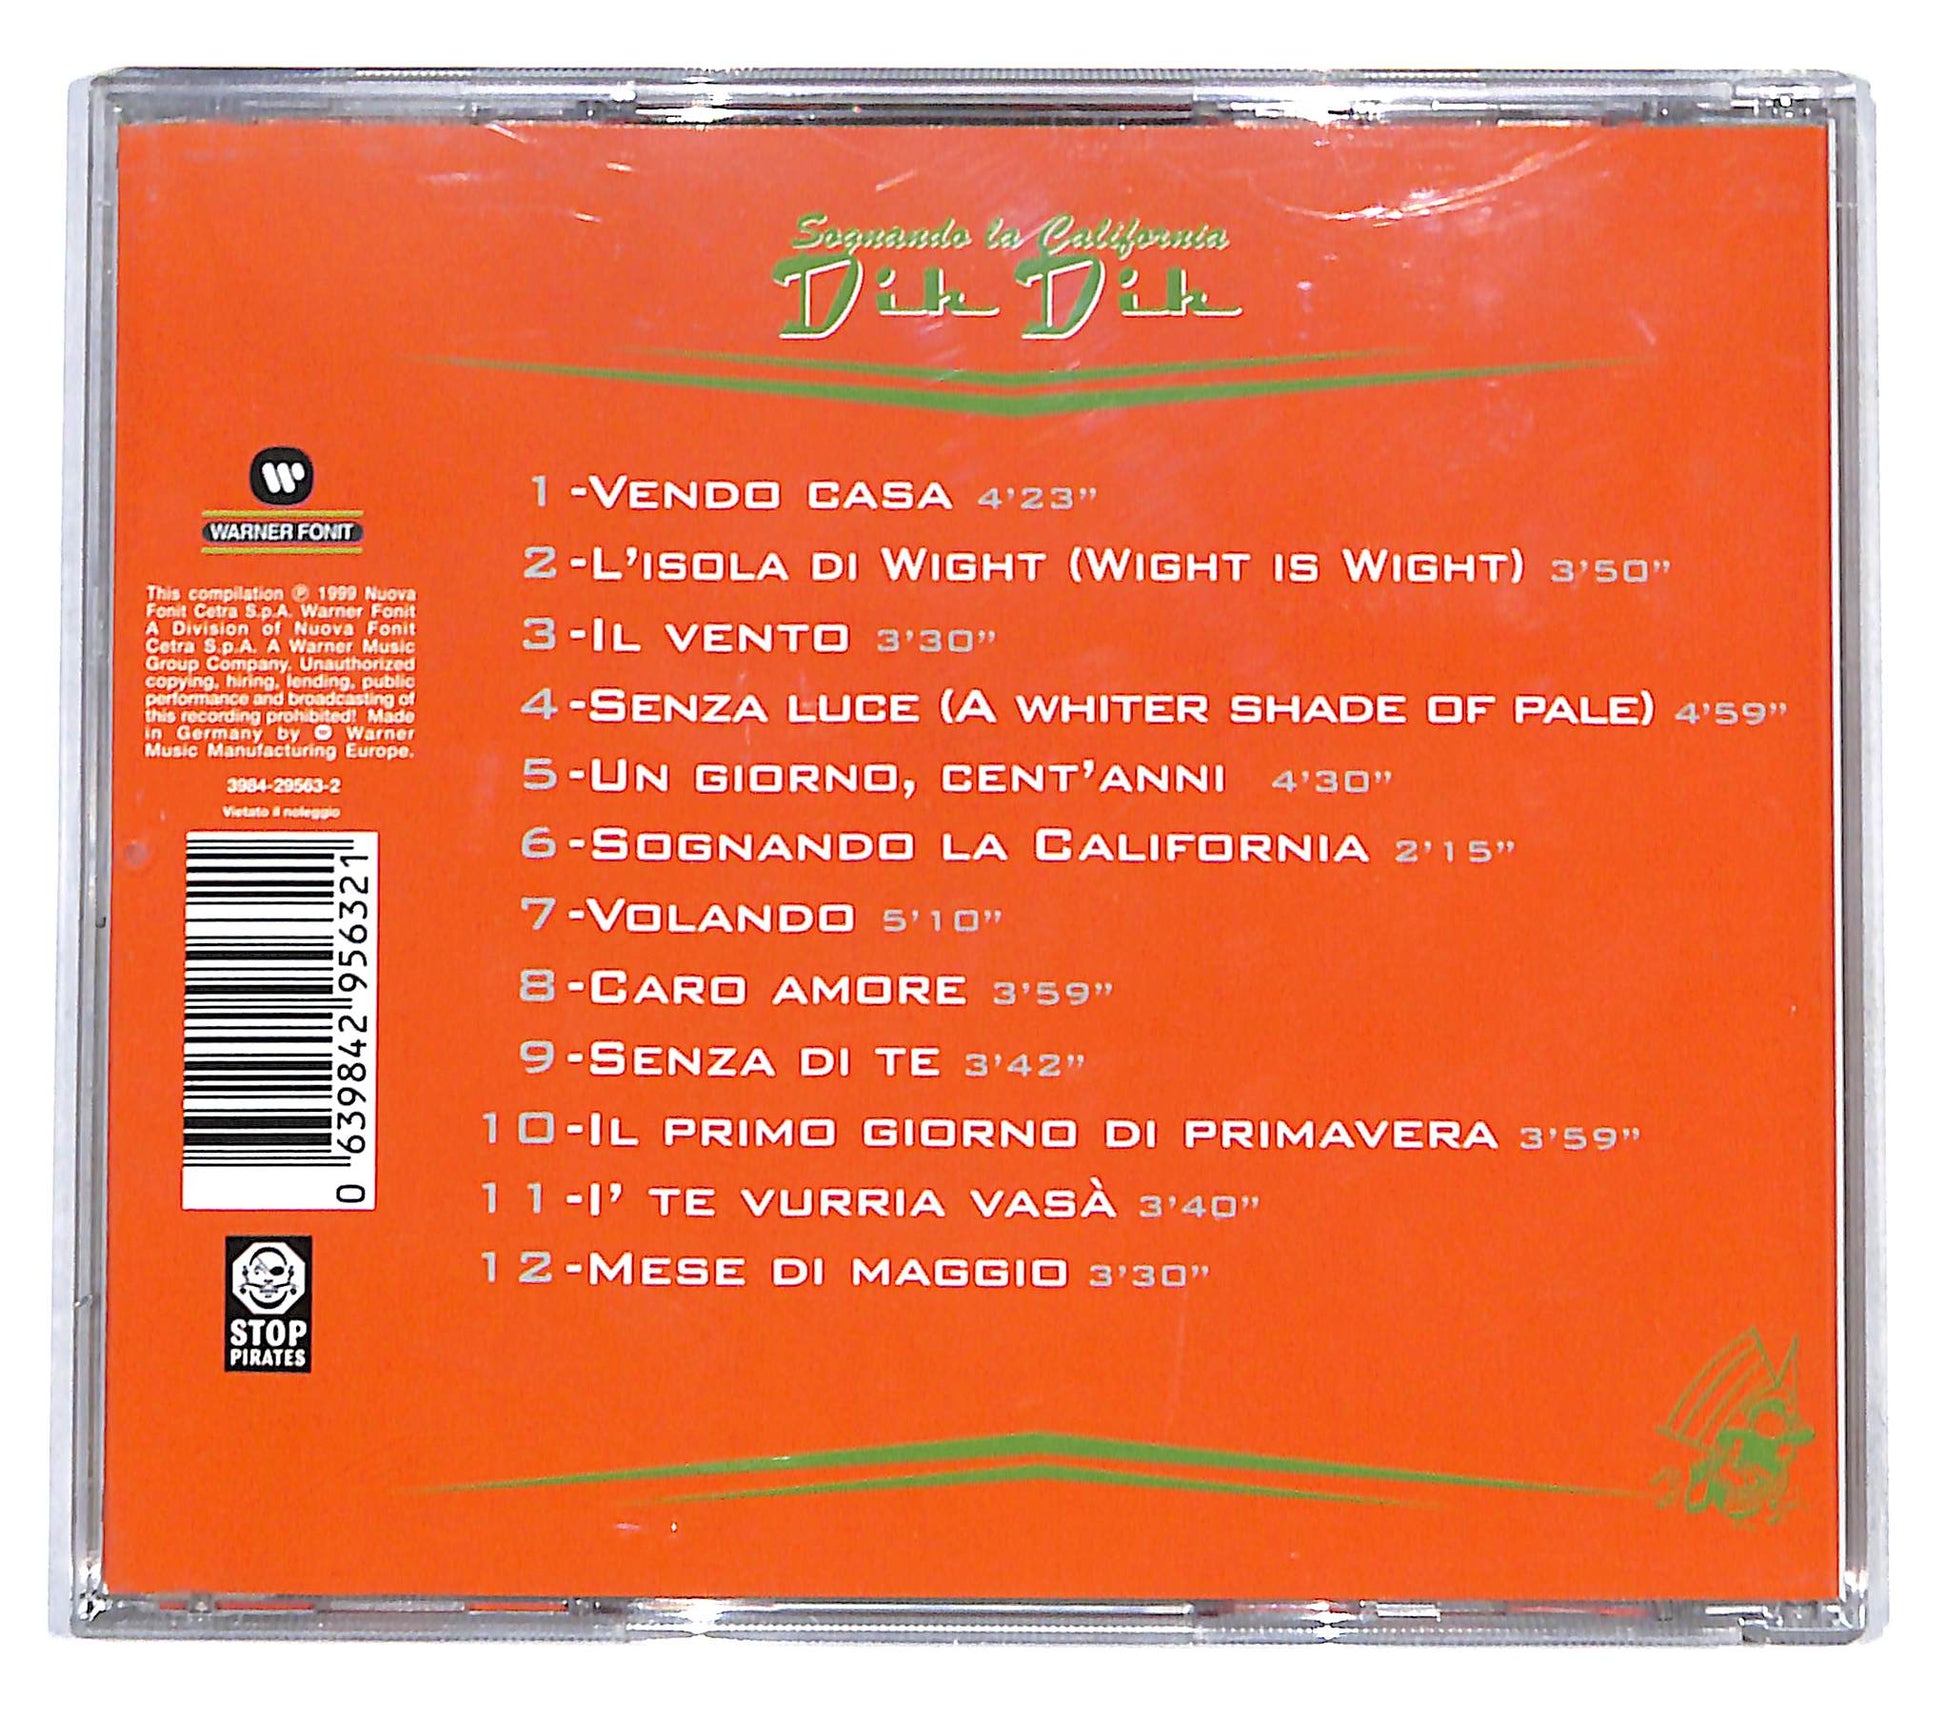 Sognando la California
Dik Dik
WARNER FONIT
This compilation ℗ 1999 Nuova
Fonit Cetra S.p.A. Warner Fonit
A Division of Nuova Fonit
Cetra S.p.A. A Warner Music
Group Company. Unauthorized
copying, hiring, lending, public
performance and broadcasting of
this recording prohibited! Made
in Germany by Warner
Music Manufacturing Europe.
3984-29563-2
Vietato il noleggio
0 639842 956321
STOP
PIRATES
1-VENDO CASA 4'23"
2-L'ISOLA DI WIGHT (WIGHT IS WIGHT) 3'50"
3-IL VENTO 3'30"
4-SENZA LUCE (A WHITER SHADE OF PALE) 4'59"
5-UN GIORNO, CENT'ANNI 4'30"
6-SOGNANDO LA CALIFORNIA 2'15"
7-VOLANDO 5'10"
8-CARO AMORE 3'59"
9-SENZA DI TE 3'42"
10-IL PRIMO GIORNO DI PRIMAVERA 3'59"
11-I' TE VURRIA VASÀ 3'40"
12-MESE DI MAGGIO 3'30"